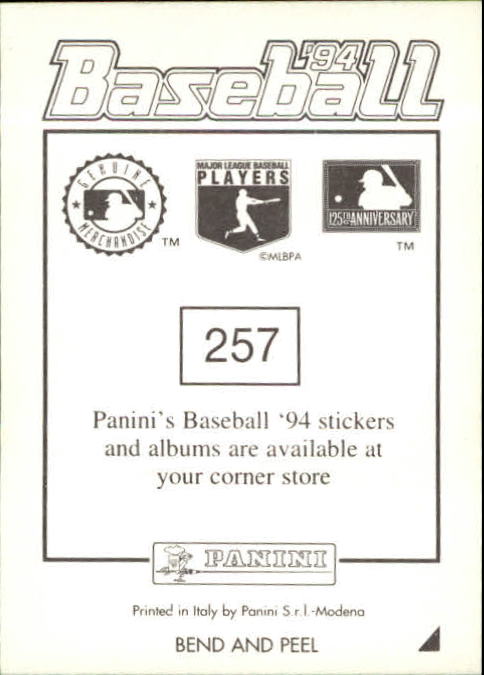 '94
Baseball
GENUINE
MERCHANDISE
TM
MAJOR LEAGUE BASEBALL
PLAYERS
©MLBPA
125TH ANNIVERSARY
TM
257
Panini's Baseball '94 stickers
and albums are available at
your corner store
PANINI
Printed in Italy by Panini S.r.l.-Modena
BEND AND PEEL